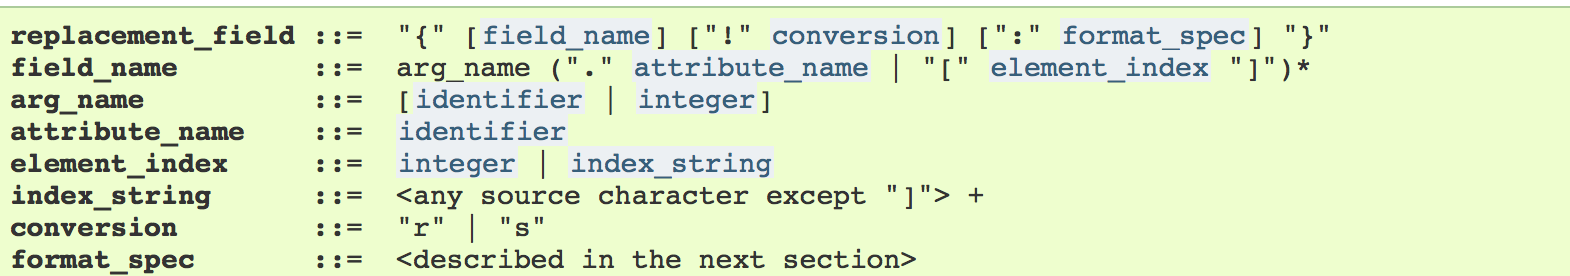 replacement_field ::= "{" [field_name] ["!" conversion] [":" format_spec] "}"
field_name ::= arg_name ("." attribute_name | "[" element_index "]")*
arg_name ::= [identifier | integer]
attribute_name ::= identifier
element_index ::= integer | index_string
index_string ::= <any source character except "]"> +
conversion ::= "r" | "s"
format_spec ::= <described in the next section>